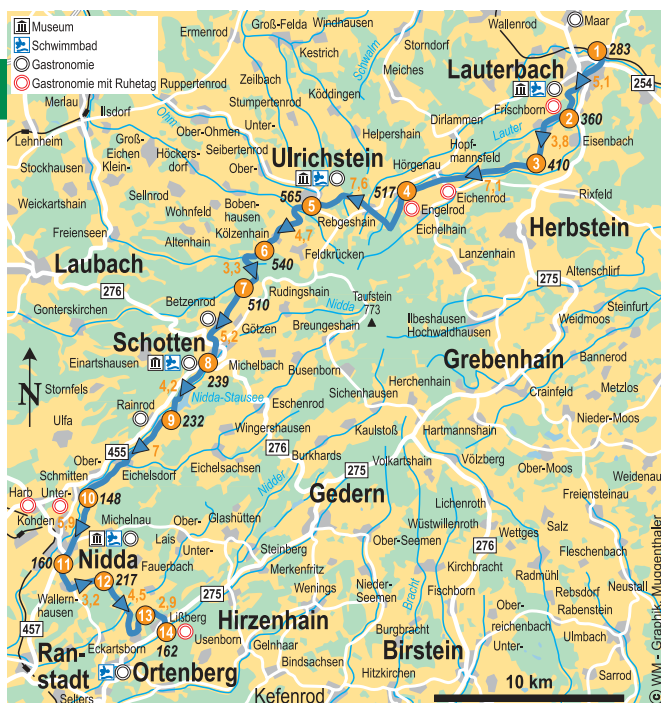 Museum
Schwimmbad
Gastronomie
Gastronomie mit Ruhetag
Ermenrod
Groß-Felda
Windhausen
Wallenrod
Maar
1
283
Kestrich
Schwalm
Storndorf
Lauterbach
5,1
254
Zeilbach
Meiches
Ruppertenrod
Köddingen
Frischborn
Merlau
Ilsdorf
Stumpertenrod
Ohm
2
360
Lehnheim
Groß-
Eichen
Ober-Ohmen
Unter-
Seibertenrod
Helpershain
Dirlammen
Lauter
Eisenbach
Klein-
Höckers-
dorf
Ober-
Ulrichstein
Hopf-
mannsfeld
3,8
3
410
Stockhausen
Hörgenau
7,1
Weickartshain
Sellnrod
Boben-
hausen
565
5
7,6
517
4
Eichenrod
Rixfeld
Wohnfeld
Engelrod
Freienseen
Kölzenhain
4,7
Rebgeshain
Eichelhain
Herbstein
Altenhain
Feldkrücken
Lanzenhain
Laubach
6
540
3,3
275
Altenschlirf
276
7
510
Rudingshain
Taufstein
773
Betzenrod
Nidda
Steinfurt
Gonterskirchen
5,2
Götzen
Breungeshain
Ilbeshausen
Hochwaldhausen
Weidmoos
Schotten
Bannerod
Einartshausen
8
239
Michelbach
Busenborn
Grebenhain
N
4,2
Nidda-Stausee
Herchenhain
Crainfeld
Metzlos
Stornfels
Eschenrod
Sichenhausen
Rainrod
9
232
Nieder-Moos
Ulfa
Wingershausen
Kaulstoß
Hartmannshain
455
7
276
Burkhards
Volkartshain
Völzberg
Ober-Moos
Weidenau
Ober-
Schmitten
Eichelsdorf
Eichelsachsen
Nidder
275
Harb
Unter-
10
148
Gedern
Lichenroth
Freiensteinau
Kohden
5,9
Michelnau
Ober-
Glashütten
Wüstwillenroth
Salz
Lais
Ober-Seemen
Wettges
160
11
Nidda
Unter-
Steinberg
276
Fleschenbach
217
Fauerbach
Merkenfritz
Kirchbracht
Radmühl
12
4,5
275
Nieder-
Seemen
Neustall
Wallern-
hausen
3,2
2,9
Wenings
Bracht
Fischborn
Rebsdorf
13
Lißberg
Hirzenhain
Ober-
reichenbach
Rabenstein
457
14
Usenborn
Burgbracht
Ulmbach
Ran-
stadt
Eckartsborn
162
Gelnhaar
Birstein
Unter-
Ortenberg
Bindsachsen
Hitzkirchen
Sarrod
Selters
Kefenrod
10 km
© WM - Graphik, Muggenthaler